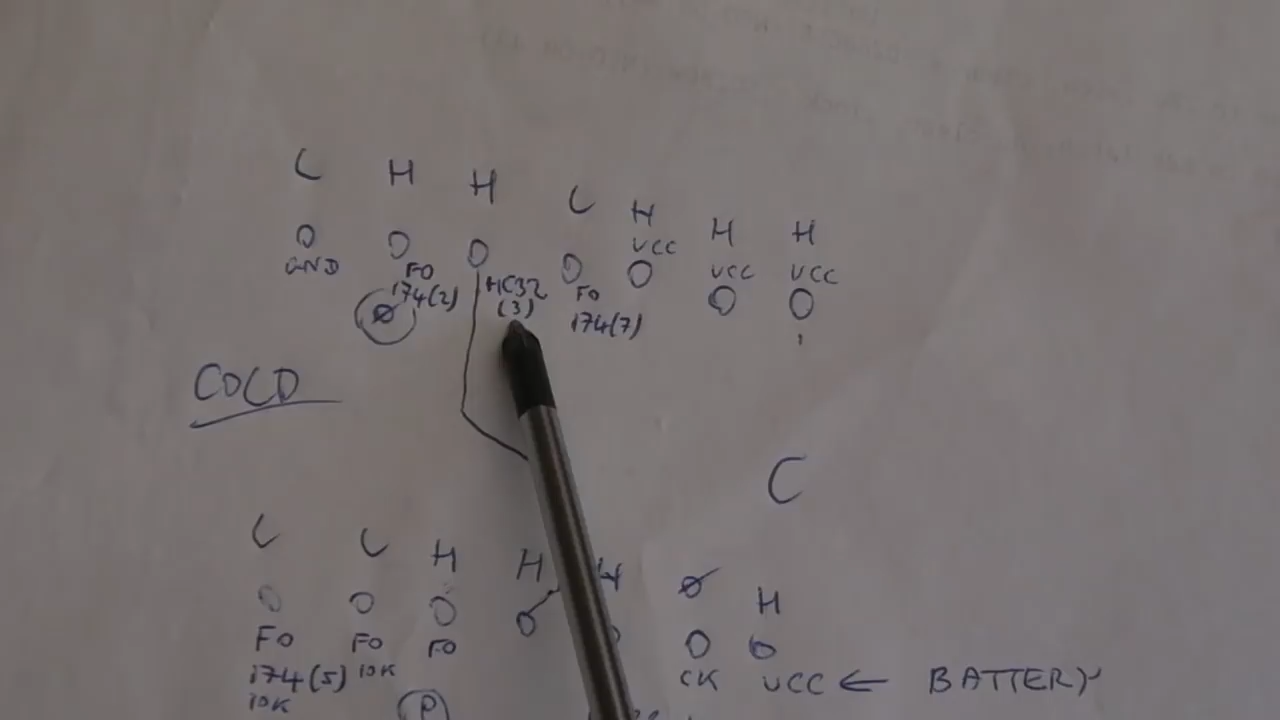 L H H L H H H
O O O O VCC VCC VCC
GND FO HC32 FO O O O
Ø 174(2) (3) 174(7)
COLD
C
L L H H H Ø H
O O O O O O
FO FO FO CK VCC ← BATTERY
174(5) 10K
10K P